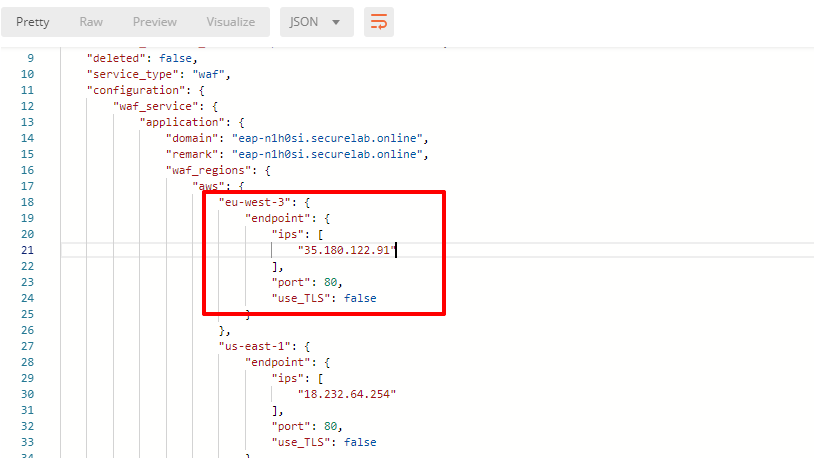 Pretty Raw Preview Visualize JSON
9 "deleted": false,
10 "service_type": "waf",
11 "configuration": {
12 "waf_service": {
13 "application": {
14 "domain": "eap-n1h0si.securelab.online",
15 "remark": "eap-n1h0si.securelab.online",
16 "waf_regions": {
17 "aws": {
18 "eu-west-3": {
19 "endpoint": {
20 "ips": [
21 "35.180.122.91"
22 ],
23 "port": 80,
24 "use_TLS": false
25 }
26 },
27 "us-east-1": {
28 "endpoint": {
29 "ips": [
30 "18.232.64.254"
31 ],
32 "port": 80,
33 "use_TLS": false
34 }